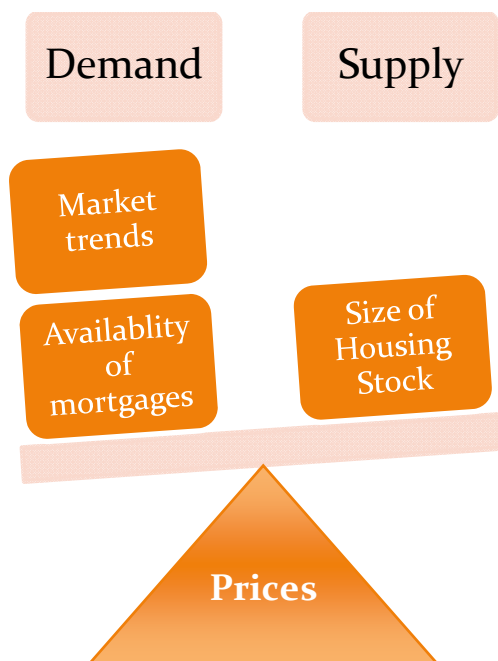 Demand
Supply
Market
trends
Availablity
of
mortgages
Size of
Housing
Stock
Prices